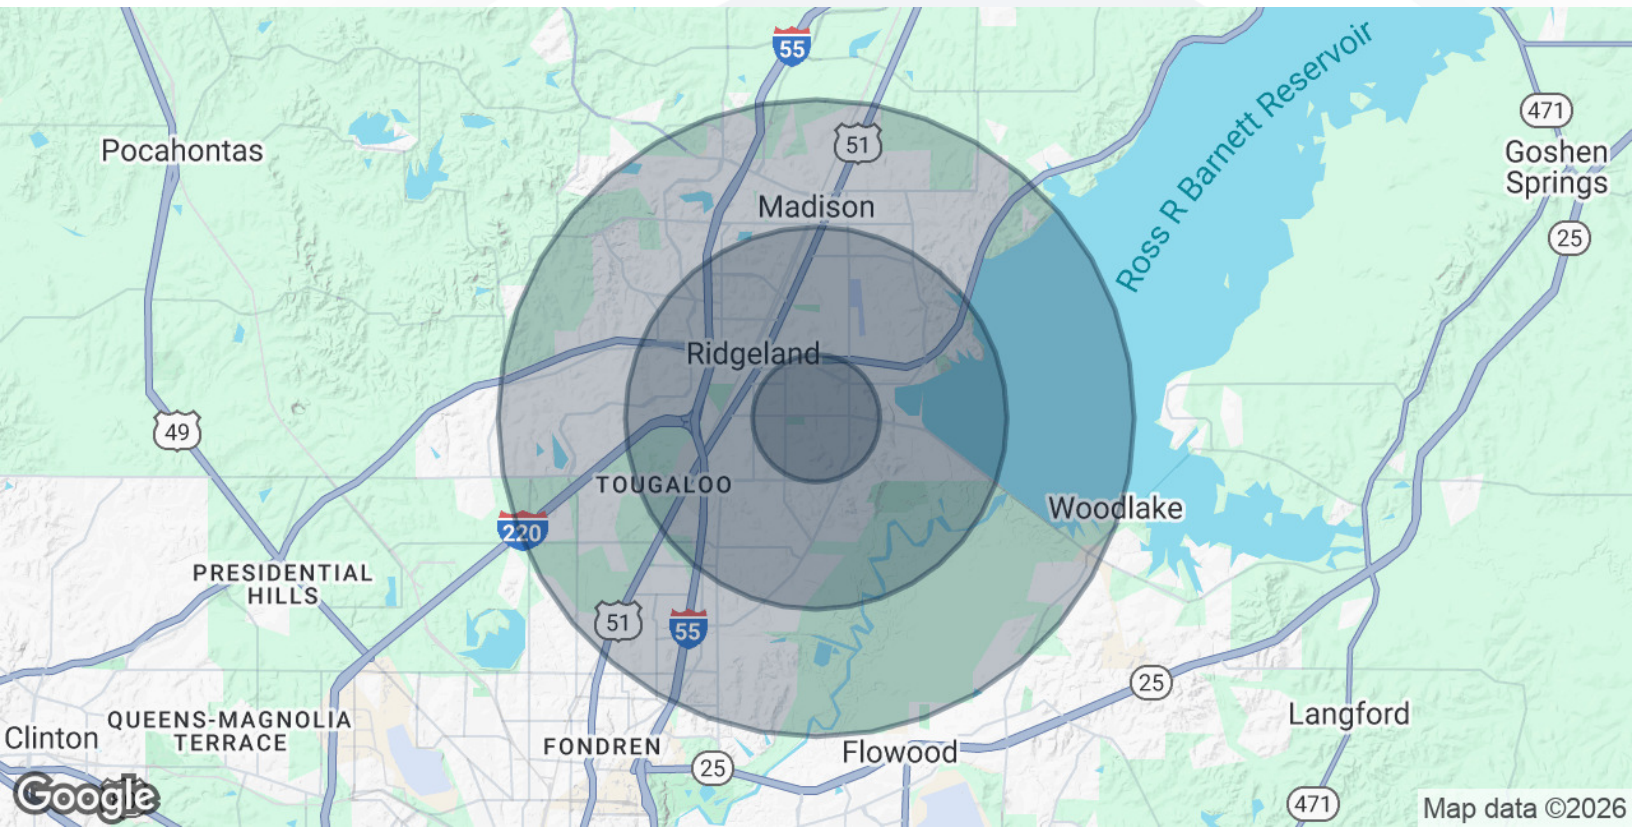 55
471
51
Pocahontas
Goshen
Springs
Ross R Barnett Reservoir
Madison
25
Ridgeland
49
TOUGALOO
Woodlake
220
PRESIDENTIAL
HILLS
51
55
25
QUEENS-MAGNOLIA
TERRACE
Langford
Clinton
FONDREN
Flowood
25
471
Google
Map data ©2026